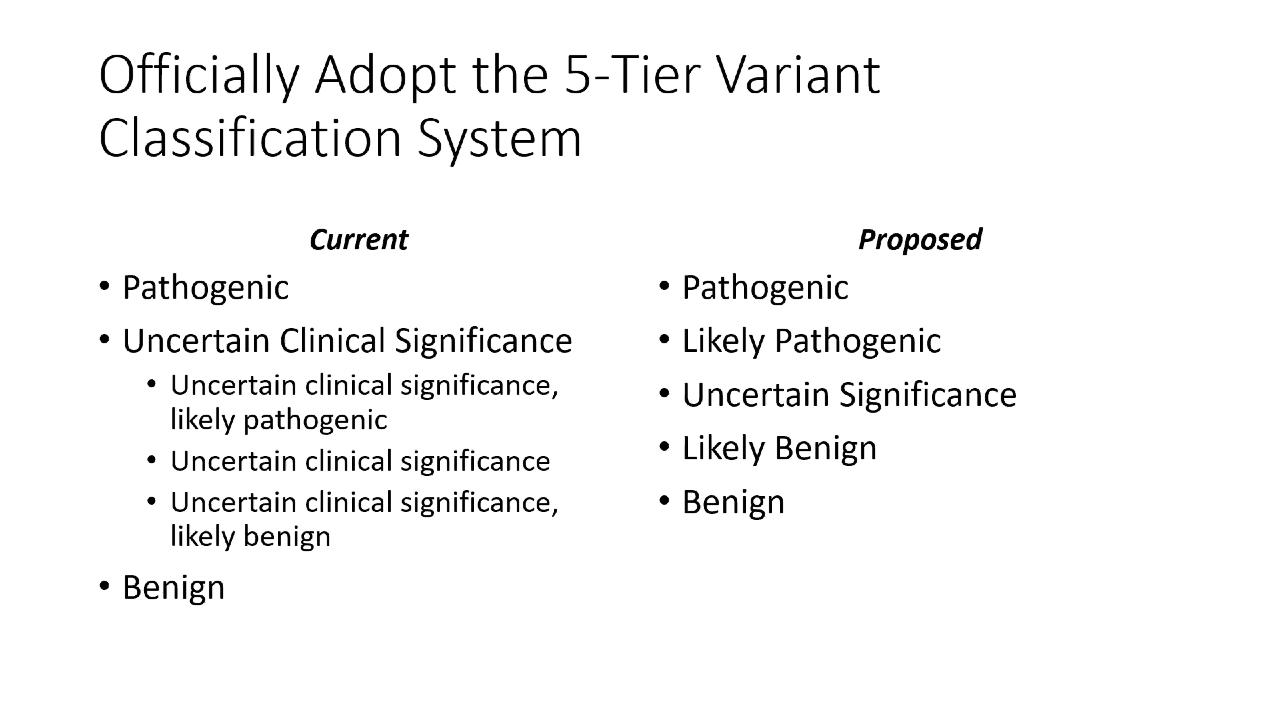 Officially Adopt the 5-Tier Variant
Classification System
Current
• Pathogenic
• Uncertain Clinical Significance
• Uncertain clinical significance,
likely pathogenic
• Uncertain clinical significance
• Uncertain clinical significance,
likely benign
• Benign
Proposed
• Pathogenic
• Likely Pathogenic
• Uncertain Significance
• Likely Benign
• Benign